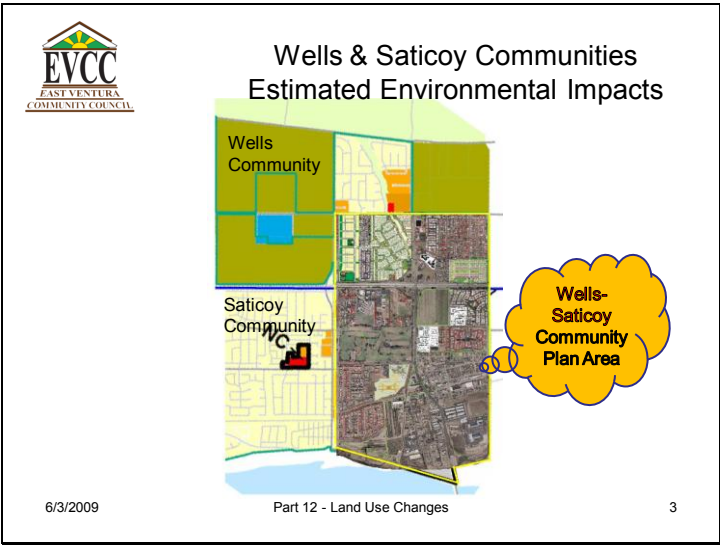 EVCC
EAST VENTURA
COMMUNITY COUNCIL
Wells & Saticoy Communities
Estimated Environmental Impacts
Wells
Community
Saticoy
Community
NC
Wells-
Saticoy
Community
Plan Area
6/3/2009
Part 12 - Land Use Changes
3